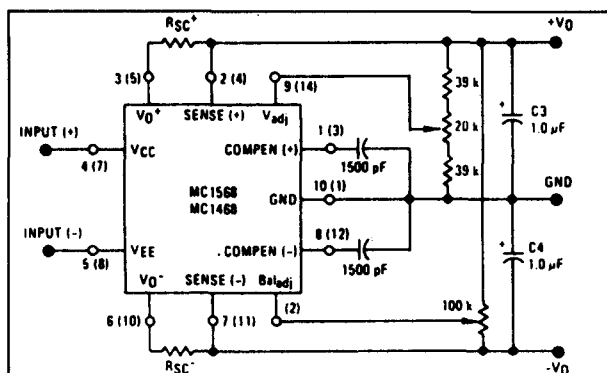 RSC+
+VO
3 (5)
2 (4)
9 (14)
39 k
VO+
SENSE (+)
Vadj
C3
1.0 μF
+
20 k
INPUT (+)
1 (3)
VCC
COMPEN (+)
4 (7)
1500 pF
39 k
MC1568
MC1468
10 (1)
GND
GND
INPUT (-)
8 (12)
VEE
COMPEN (-)
5 (8)
1500 pF
+
C4
1.0 μF
VO-
SENSE (-)
Baladj
(2)
100 k
6 (10)
7 (11)
RSC-
-VO